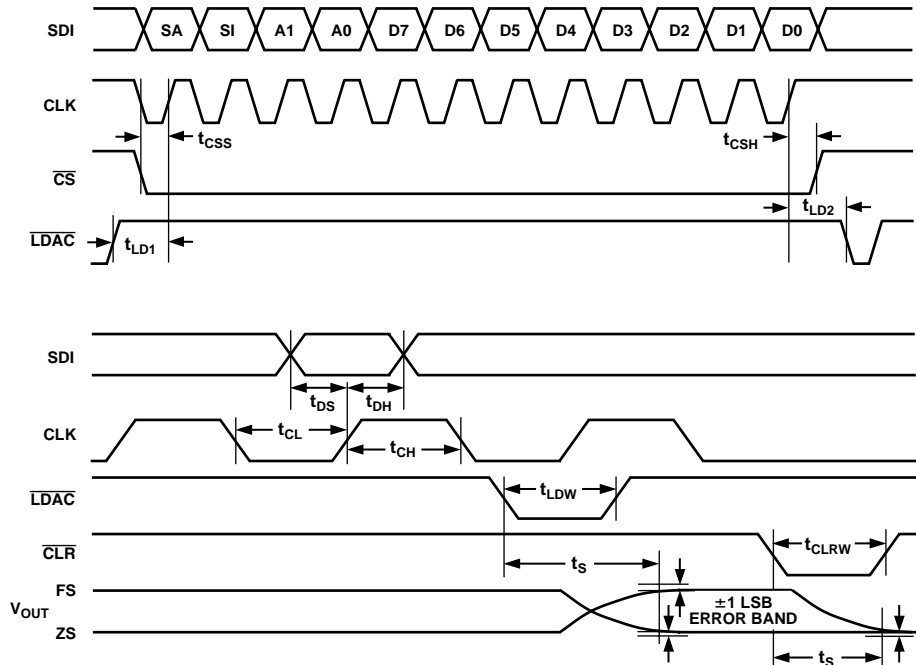 SDI SA SI A1 A0 D7 D6 D5 D4 D3 D2 D1 D0
CLK
tCSS tCSH
CS
tLD2
LDAC tLD1
SDI
tDS tDH
CLK tCL
tCH
LDAC tLDW
CLR tCLRW
tS
FS
VOUT ±1 LSB
ERROR BAND
ZS
tS